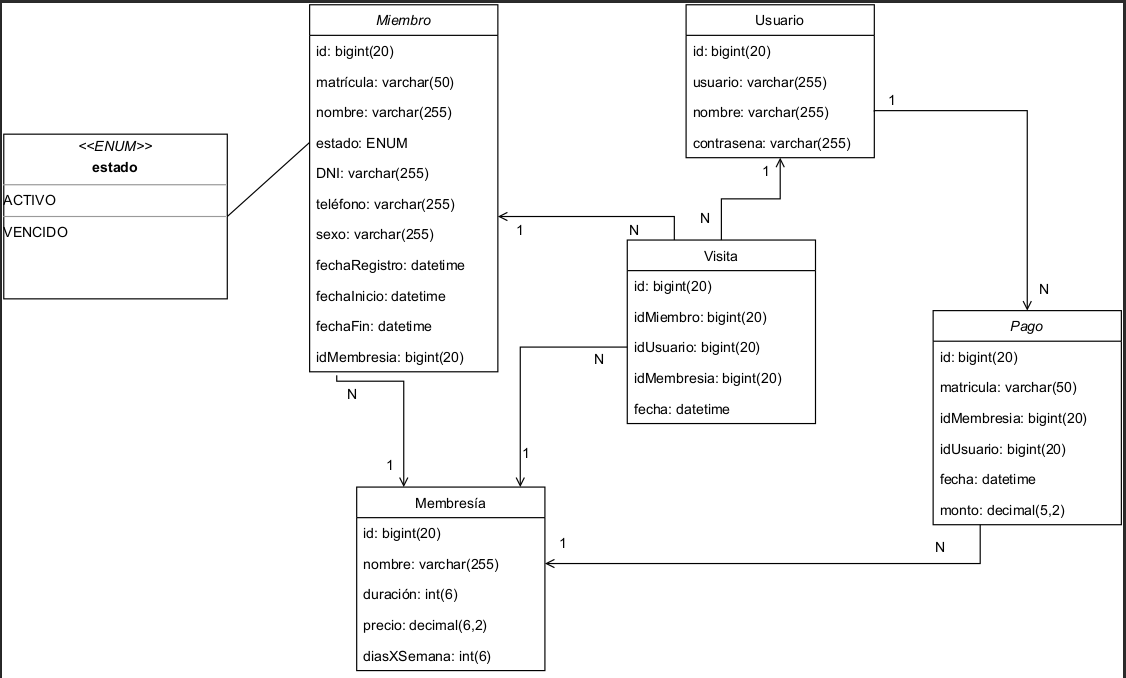 Miembro
id: bigint(20)
matrícula: varchar(50)
nombre: varchar(255)
estado: ENUM
DNI: varchar(255)
teléfono: varchar(255)
sexo: varchar(255)
fechaRegistro: datetime
fechaInicio: datetime
fechaFin: datetime
idMembresia: bigint(20)
Usuario
id: bigint(20)
usuario: varchar(255)
nombre: varchar(255)
contrasena: varchar(255)
<<ENUM>>
estado
ACTIVO
VENCIDO
1
1
N
1
N
Visita
id: bigint(20)
idMiembro: bigint(20)
idUsuario: bigint(20)
idMembresia: bigint(20)
fecha: datetime
N
Pago
id: bigint(20)
matricula: varchar(50)
idMembresia: bigint(20)
idUsuario: bigint(20)
fecha: datetime
monto: decimal(5,2)
N
N
1
1
Membresía
id: bigint(20)
nombre: varchar(255)
duración: int(6)
precio: decimal(6,2)
diasXSemana: int(6)
1
N